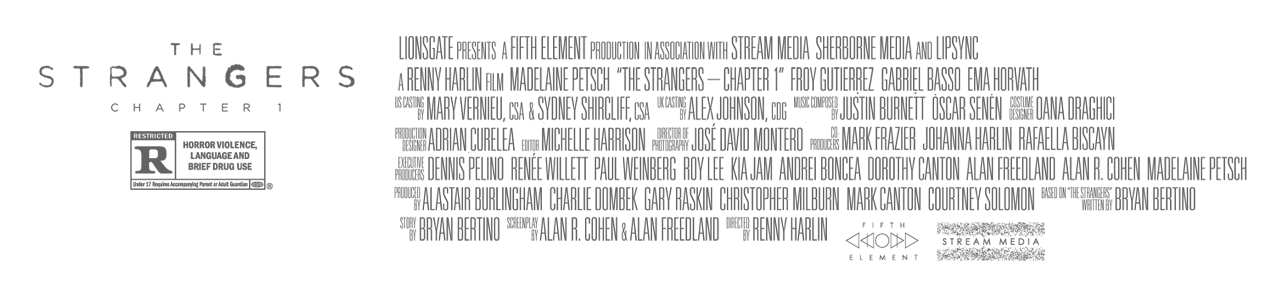 THE
STRANGERS
CHAPTER 1
RESTRICTED
R
HORROR VIOLENCE,
LANGUAGE AND
BRIEF DRUG USE
Under 17 Requires Accompanying Parent or Adult Guardian ®
LIONSGATE PRESENTS A FIFTH ELEMENT PRODUCTION IN ASSOCIATION WITH STREAM MEDIA SHERBORNE MEDIA AND LIPSYNC
A RENNY HARLIN FILM MADELAINE PETSCH "THE STRANGERS – CHAPTER 1" FROY GUTIERREZ GABRIEL BASSO EMA HORVATH
US CASTING BY MARY VERNIEU, CSA & SYDNEY SHIRCLIFF, CSA UK CASTING BY ALEX JOHNSON, CDG MUSIC COMPOSED BY JUSTIN BURNETT ÒSCAR SENÉN COSTUME DESIGNER OANA DRAGHICI
PRODUCTION DESIGNER ADRIAN CURELEA EDITOR MICHELLE HARRISON DIRECTOR OF PHOTOGRAPHY JOSÉ DAVID MONTERO CO-PRODUCERS MARK FRAZIER JOHANNA HARLIN RAFAELLA BISCAYN
EXECUTIVE PRODUCERS DENNIS PELINO RENÉE WILLETT PAUL WEINBERG ROY LEE KIA JAM ANDREI BONCEA DOROTHY CANTON ALAN FREEDLAND ALAN R. COHEN MADELAINE PETSCH
PRODUCED BY ALASTAIR BURLINGHAM CHARLIE DOMBEK GARY RASKIN CHRISTOPHER MILBURN MARK CANTON COURTNEY SOLOMON BASED ON "THE STRANGERS" WRITTEN BY BRYAN BERTINO
STORY BY BRYAN BERTINO SCREENPLAY BY ALAN R. COHEN & ALAN FREEDLAND DIRECTED BY RENNY HARLIN
FIFTH
ELEMENT
STREAM MEDIA